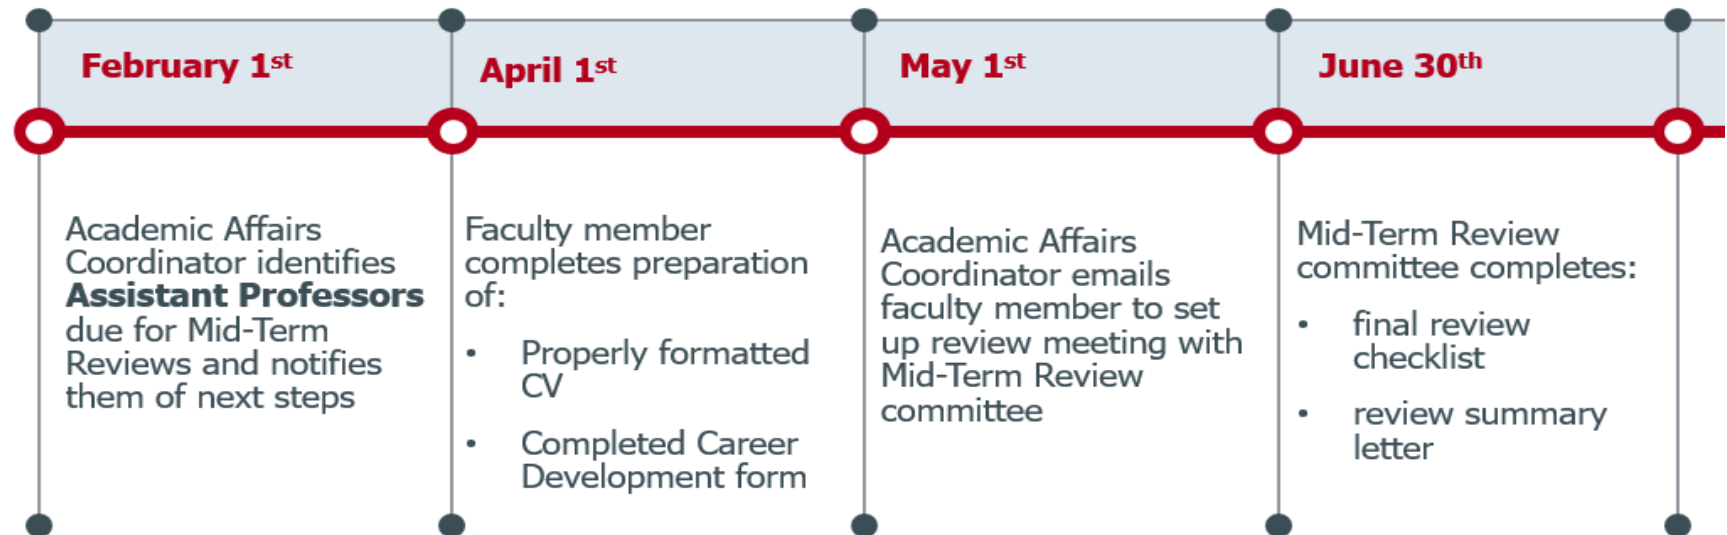 February 1st
April 1st
May 1st
June 30th
Academic Affairs
Coordinator identifies
Assistant Professors
due for Mid-Term
Reviews and notifies
them of next steps
Faculty member
completes preparation
of:
• Properly formatted
CV
• Completed Career
Development form
Academic Affairs
Coordinator emails
faculty member to set
up review meeting with
Mid-Term Review
committee
Mid-Term Review
committee completes:
• final review
checklist
• review summary
letter